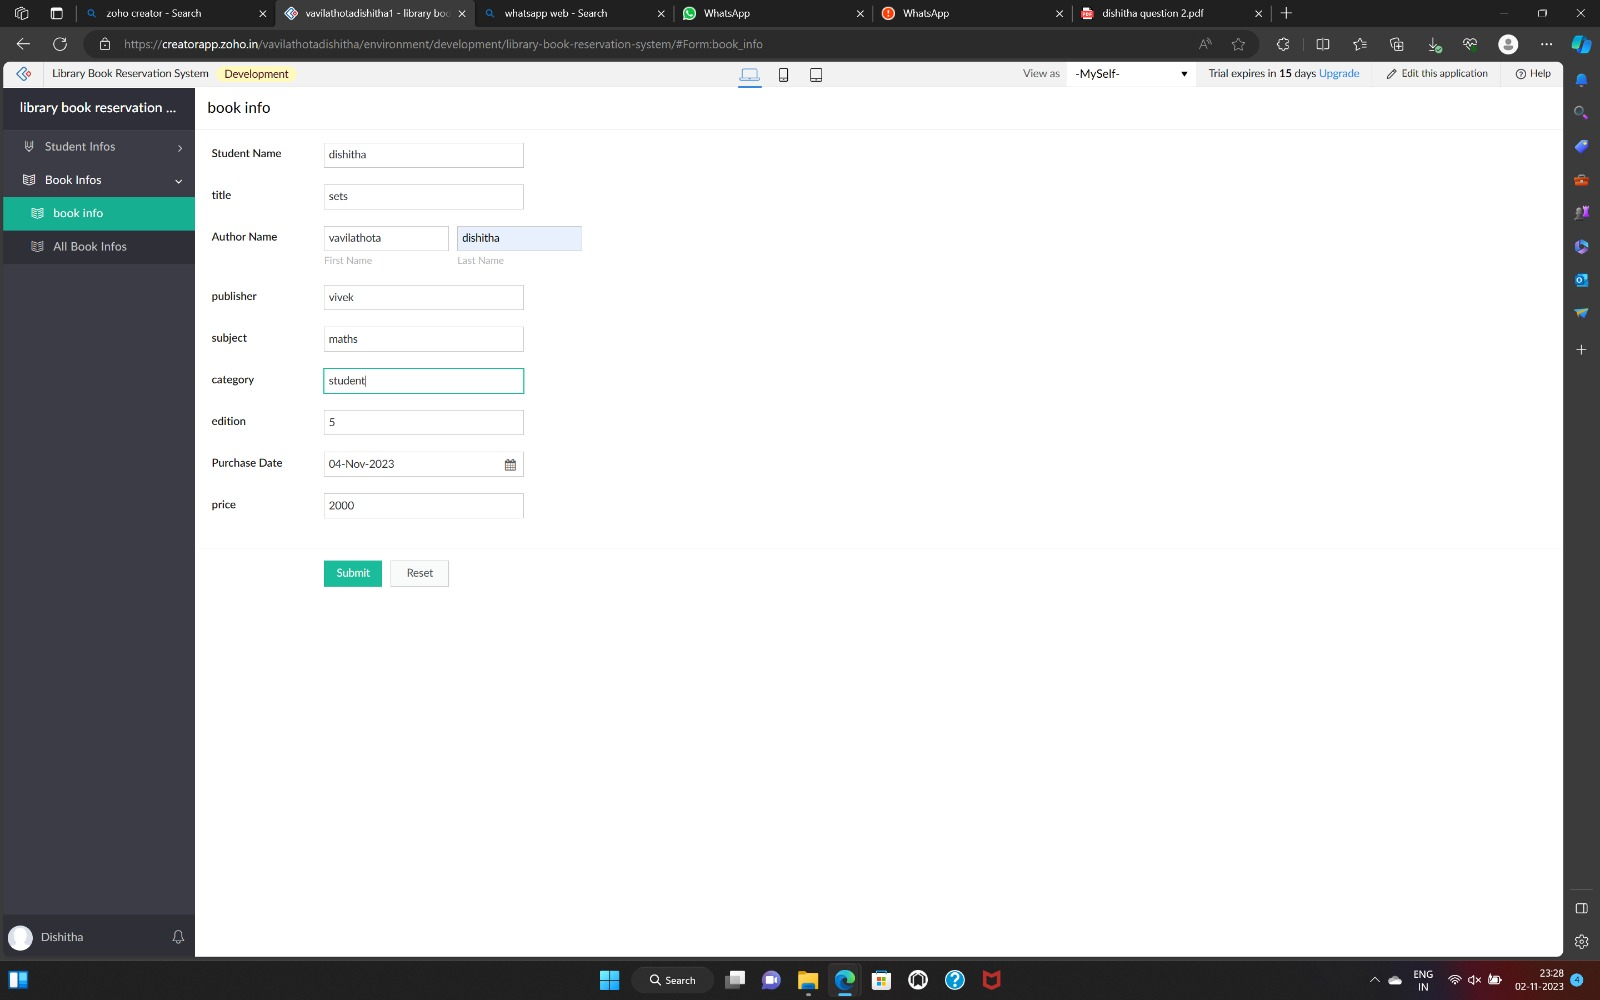 zoho creator - Search
vavilathotadishitha1 - library boo
whatsapp web - Search
WhatsApp
WhatsApp
dishitha question 2.pdf
https://creatorapp.zoho.in/vavilathotadishitha/environment/development/library-book-reservation-system/#Form:book_info
Library Book Reservation System Development
View as -MySelf-
Trial expires in 15 days Upgrade
Edit this application
Help
library book reservation ...
book info
Student Infos
Book Infos
book info
All Book Infos
Student Name dishitha
title sets
Author Name vavilathota dishitha
First Name Last Name
publisher vivek
subject maths
category student
edition 5
Purchase Date 04-Nov-2023
price 2000
Submit Reset
Dishitha
Search
ENG
IN
23:28
02-11-2023
4